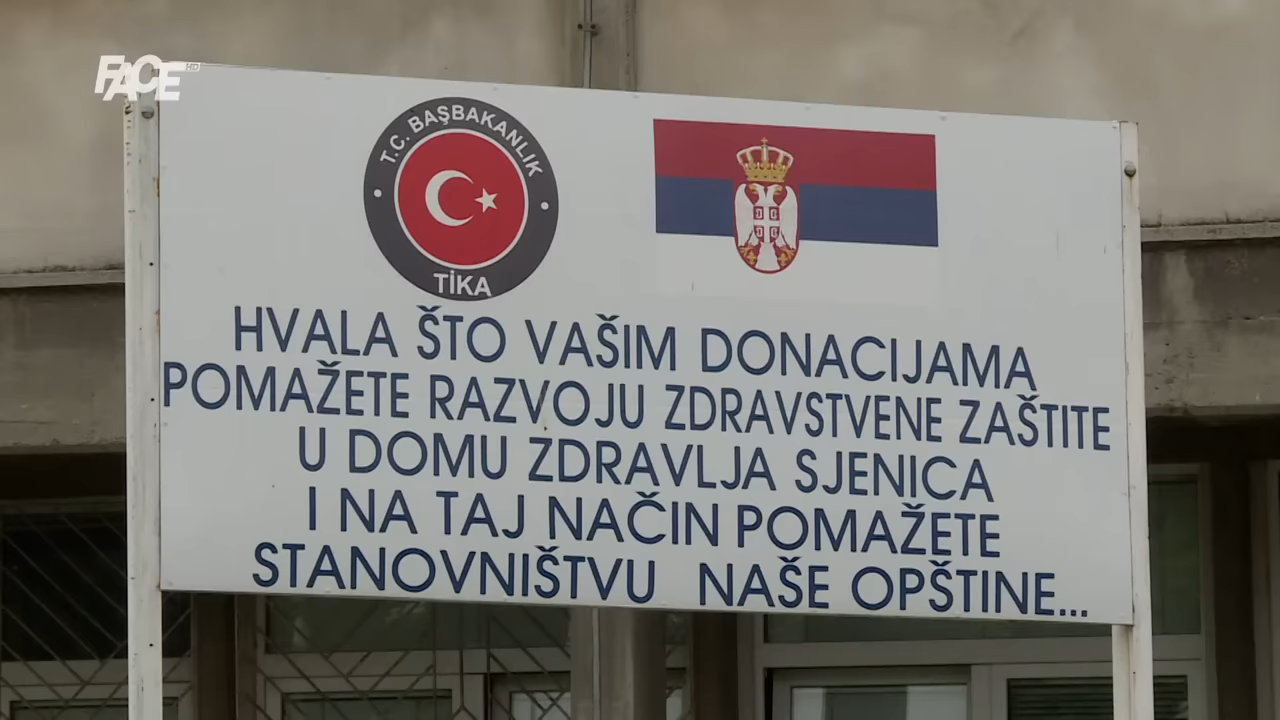 FACE HD
T.C. BAŞBAKANLIK
TİKA
HVALA ŠTO VAŠIM DONACIJAMA
POMAŽETE RAZVOJU ZDRAVSTVENE ZAŠTITE
U DOMU ZDRAVLJA SJENICA
I NA TAJ NAČIN POMAŽETE
STANOVNIŠTVU NAŠE OPŠTINE...